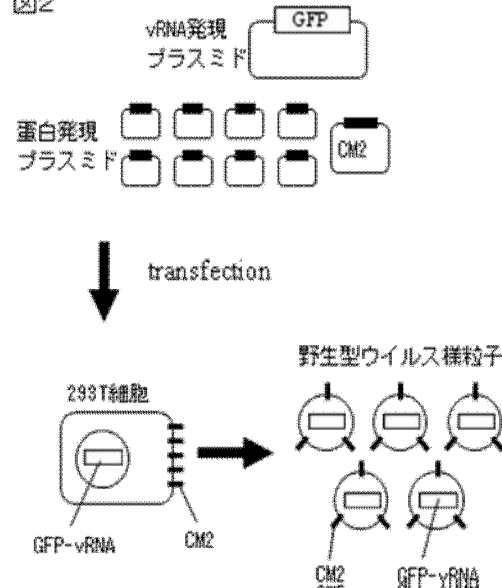 図2
vRNA発現
プラスミド
GFP
蛋白発現
プラスミド
CM2
transfection
野生型ウイルス様粒子
293T細胞
GFP-vRNA
CM2
CM2
GFP-vRNA